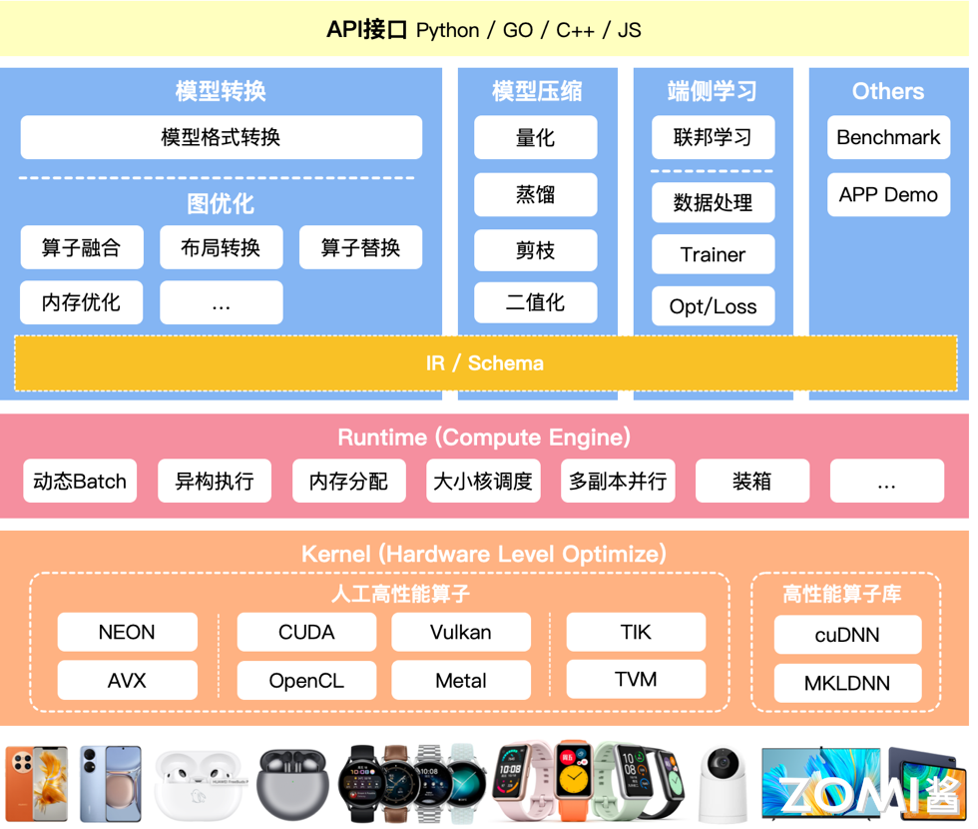 API接口 Python / GO / C++ / JS
模型转换
模型格式转换
图优化
算子融合
布局转换
算子替换
内存优化
...
模型压缩
量化
蒸馏
剪枝
二值化
端侧学习
联邦学习
数据处理
Trainer
Opt/Loss
Others
Benchmark
APP Demo
IR / Schema
Runtime (Compute Engine)
动态Batch
异构执行
内存分配
大小核调度
多副本并行
装箱
...
Kernel (Hardware Level Optimize)
人工高性能算子
NEON
AVX
CUDA
Vulkan
OpenCL
Metal
TIK
TVM
高性能算子库
cuDNN
MKLDNN
10:08
10:08
ZOMI酱